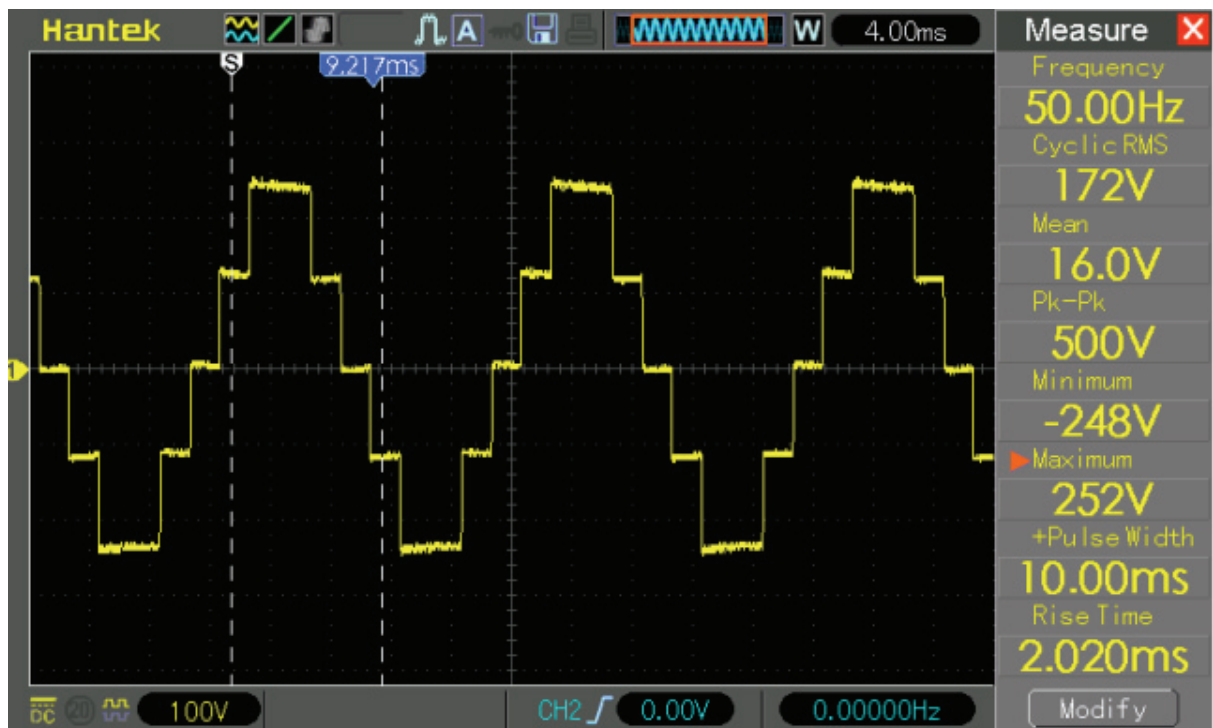 Hantek
A
W
4.00ms
Measure
X
S
9.217ms
Frequency
50.00Hz
Cyclic RMS
172V
Mean
16.0V
Pk-Pk
500V
Minimum
-248V
Maximum
252V
+Pulse Width
10.00ms
Rise Time
2.020ms
Modify
1
DC
20
100V
CH2
0.00V
0.00000Hz